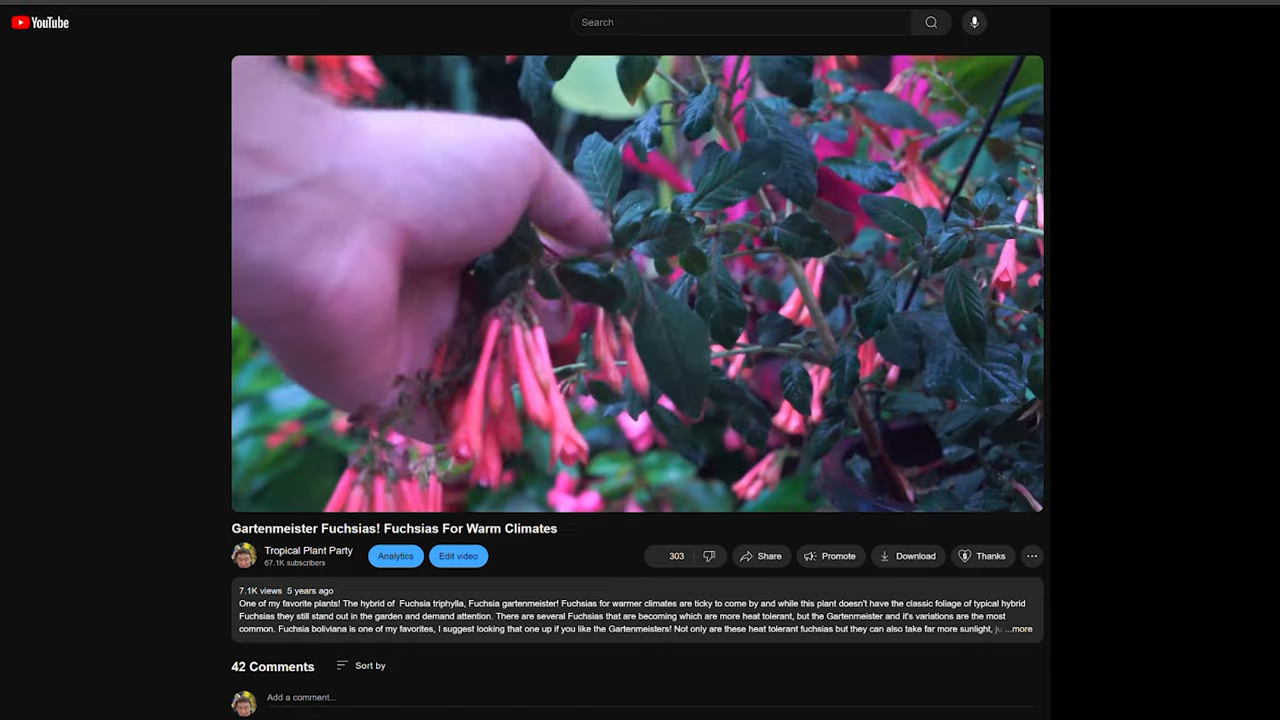 YouTube
Search
Gartenmeister Fuchsias! Fuchsias For Warm Climates
Tropical Plant Party
67.1K subscribers
Analytics
Edit video
303
Share
Promote
Download
Thanks
7.1K views 5 years ago
One of my favorite plants! The hybrid of Fuchsia triphylla, Fuchsia gartenmeister! Fuchsias for warmer climates are ticky to come by and while this plant doesn't have the classic foliage of typical hybrid
Fuchsias they still stand out in the garden and demand attention. There are several Fuchsias that are becoming which are more heat tolerant, but the Gartenmeister and it's variations are the most
common. Fuchsia boliviana is one of my favorites, I suggest looking that one up if you like the Gartenmeisters! Not only are these heat tolerant fuchsias but they can also take far more sunlight, ...more
42 Comments
Sort by
Add a comment...